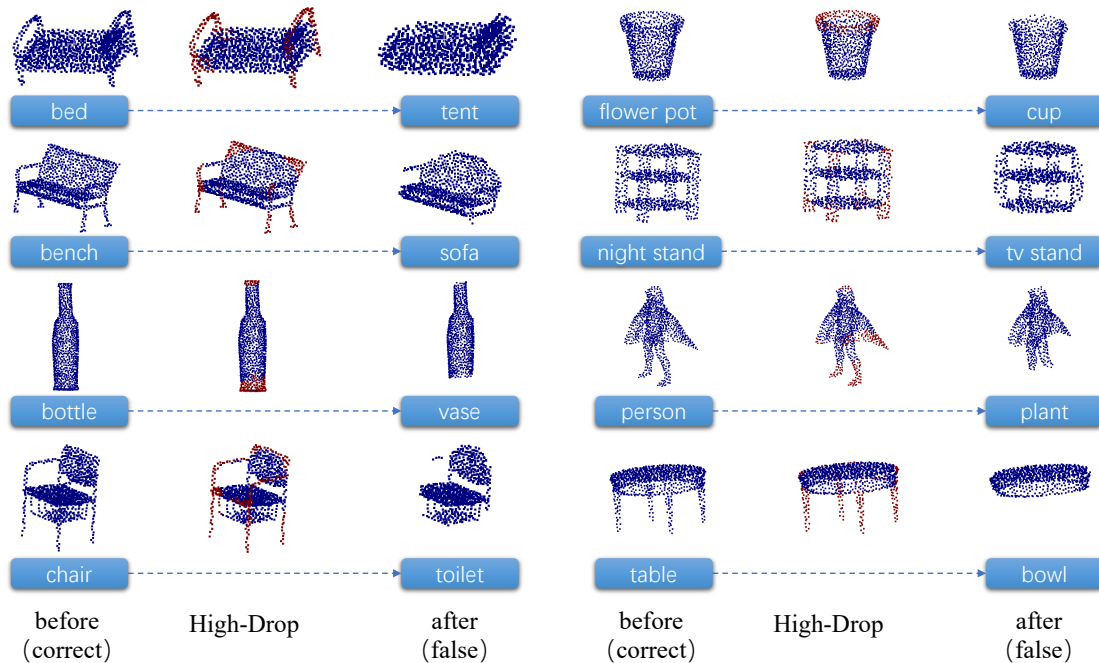 bed
tent
flower pot
cup
bench
sofa
night stand
tv stand
bottle
vase
person
plant
chair
toilet
table
bowl
before
(correct)
High-Drop
after
(false)
before
(correct)
High-Drop
after
(false)